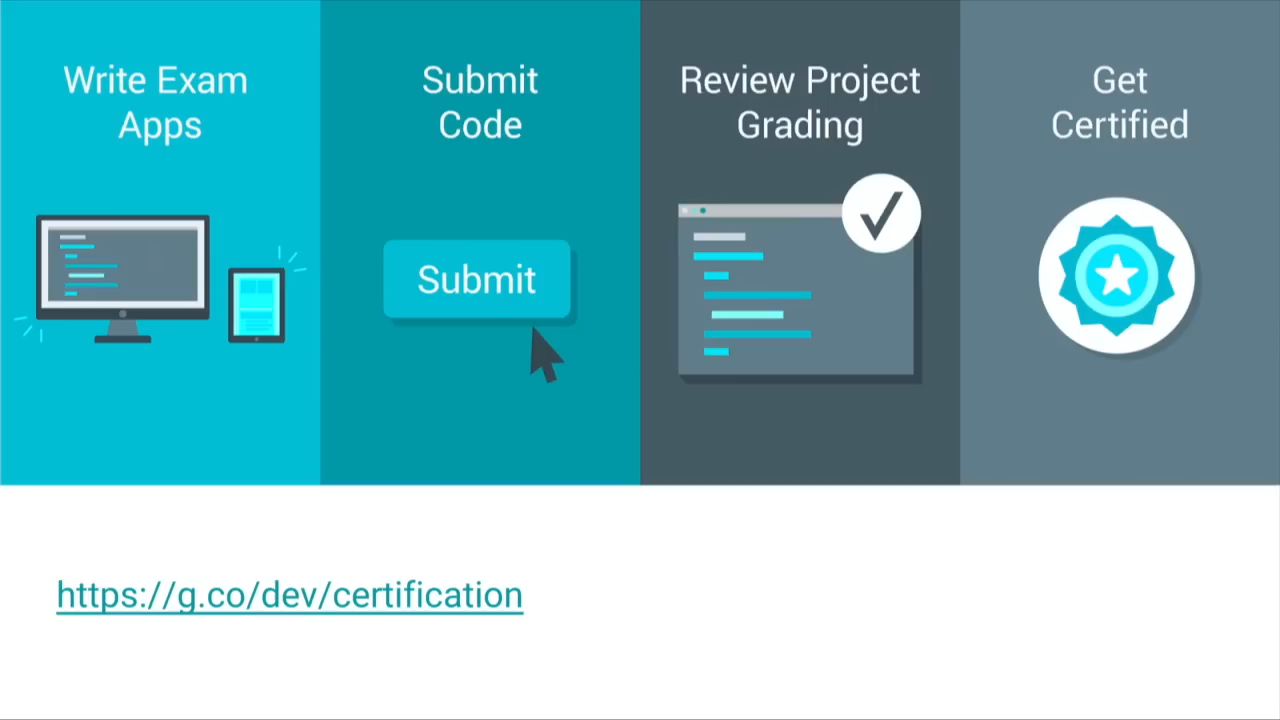 Write Exam
Apps
Submit
Code
Submit
Review Project
Grading
Get
Certified
https://g.co/dev/certification